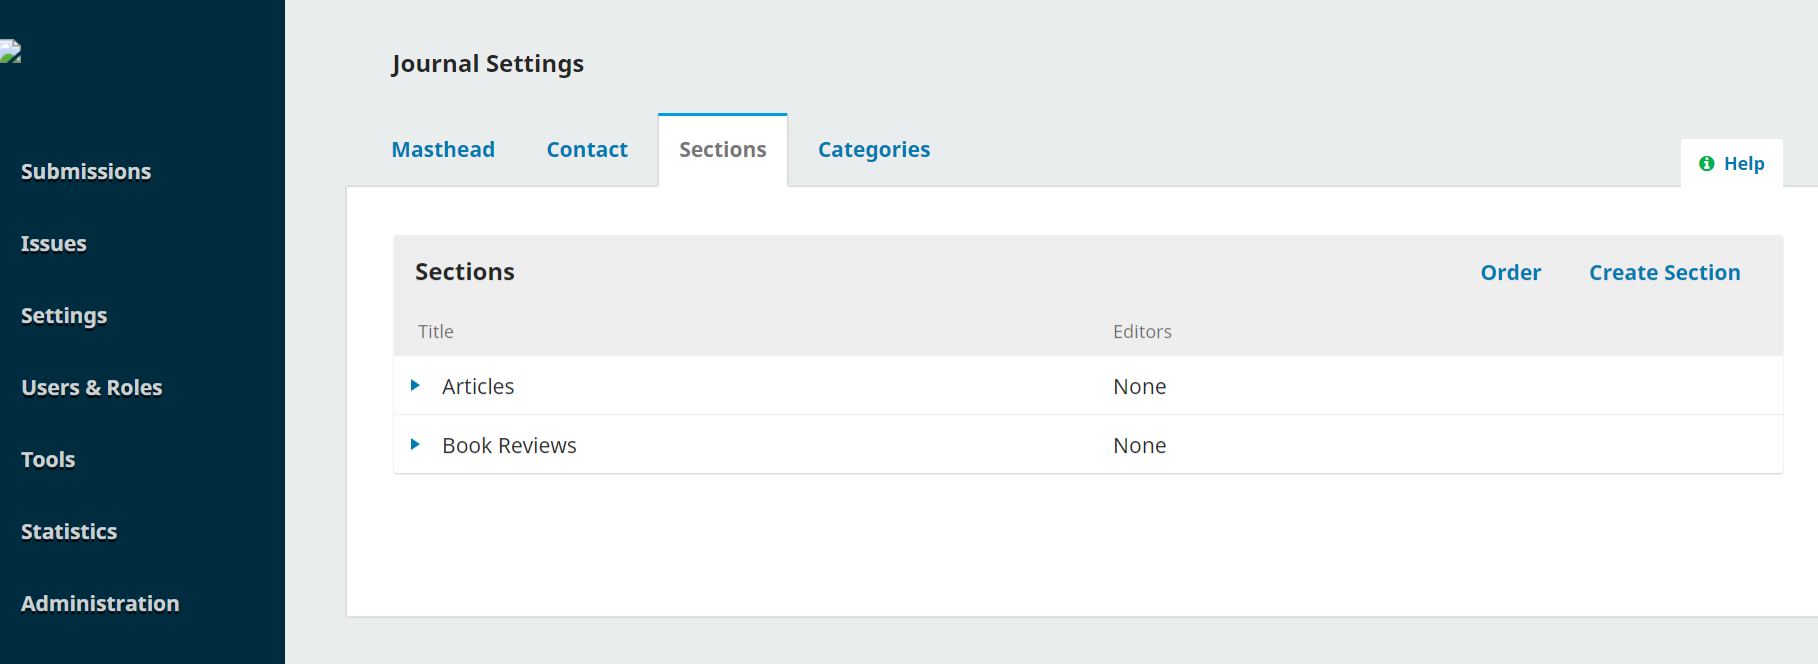 Submissions
Issues
Settings
Users & Roles
Tools
Statistics
Administration
Journal Settings
Masthead Contact Sections Categories
Help
Sections Order Create Section
Title Editors
Articles None
Book Reviews None